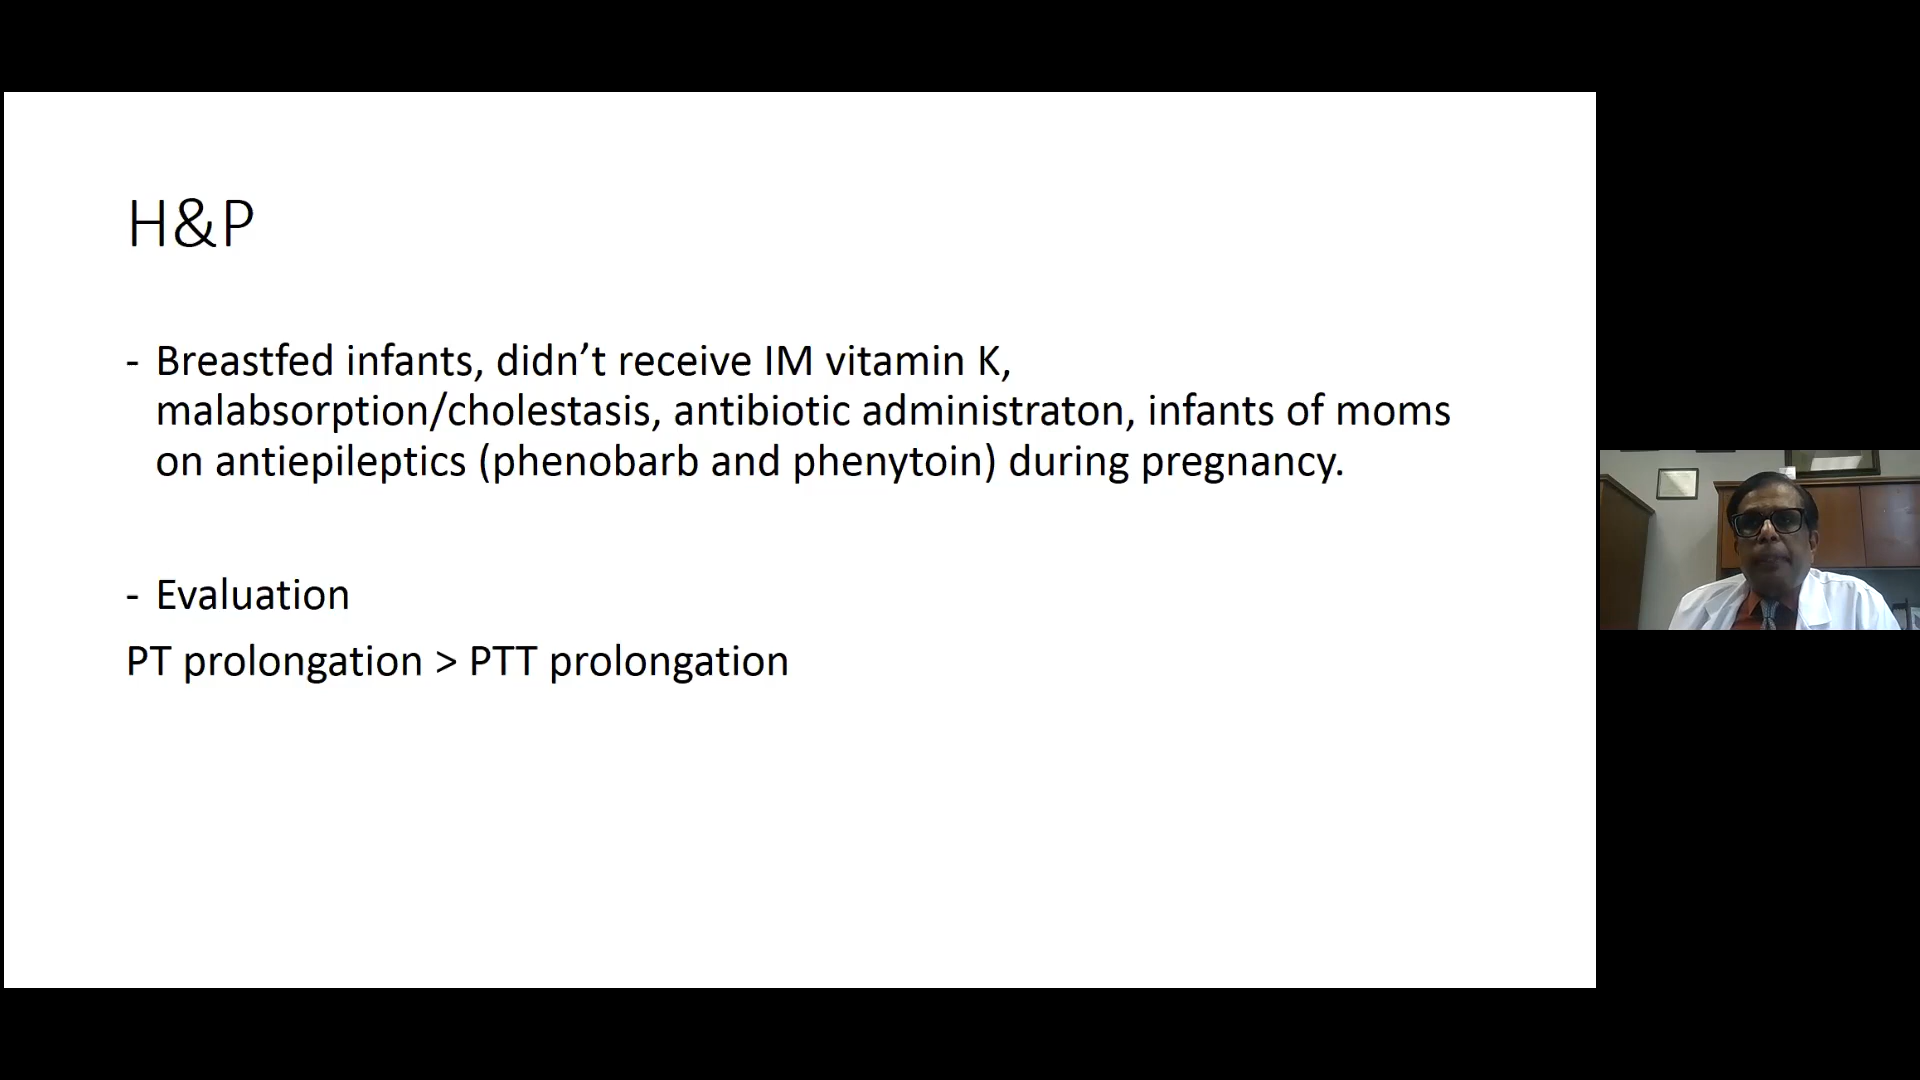 H&P
- Breastfed infants, didn’t receive IM vitamin K,
malabsorption/cholestasis, antibiotic administraton, infants of moms
on antiepileptics (phenobarb and phenytoin) during pregnancy.
- Evaluation
PT prolongation > PTT prolongation